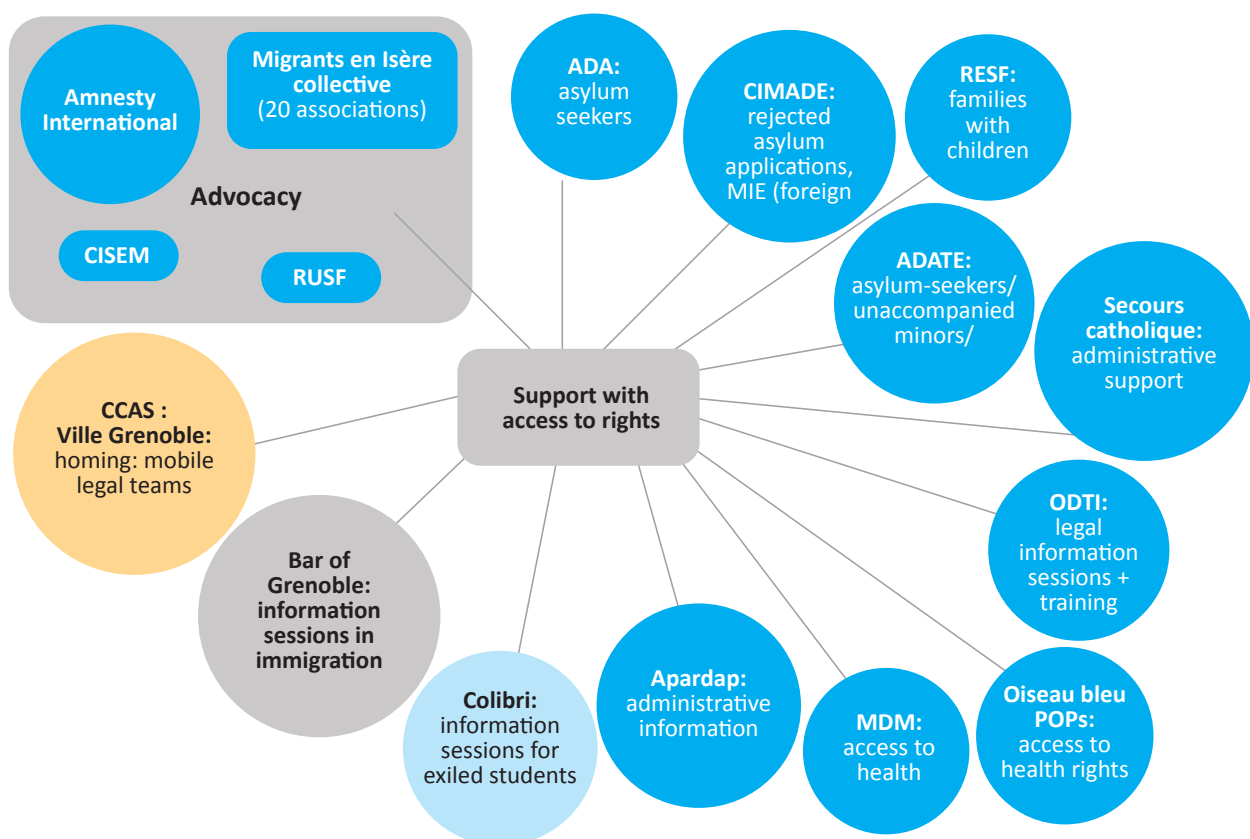 Amnesty
International
Migrants en Isère
collective
(20 associations)
Advocacy
CISEM
RUSF
ADA:
asylum
seekers
CIMADE:
rejected
asylum
applications,
MIE (foreign
RESF:
families
with
children
ADATE:
asylum-seekers/
unaccompanied
minors/
Secours
catholique:
administrative
support
Support with
access to rights
CCAS :
Ville Grenoble:
homing: mobile
legal teams
Bar of
Grenoble:
information
sessions in
immigration
Colibri:
information
sessions for
exiled students
Apardap:
administrative
information
MDM:
access to
health
Oiseau bleu
POPs:
access to
health rights
ODTI:
legal
information
sessions +
training